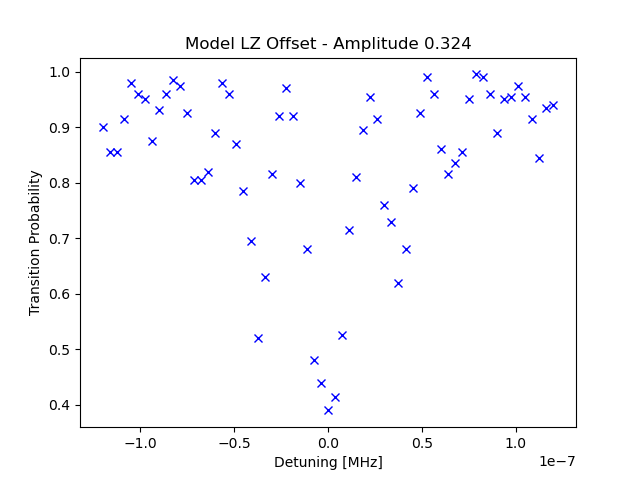 Model LZ Offset - Amplitude 0.324
1.0
0.9
0.8
0.7
0.6
0.5
0.4
Transition Probability
−1.0 −0.5 0.0 0.5 1.0
1e−7
Detuning [MHz]